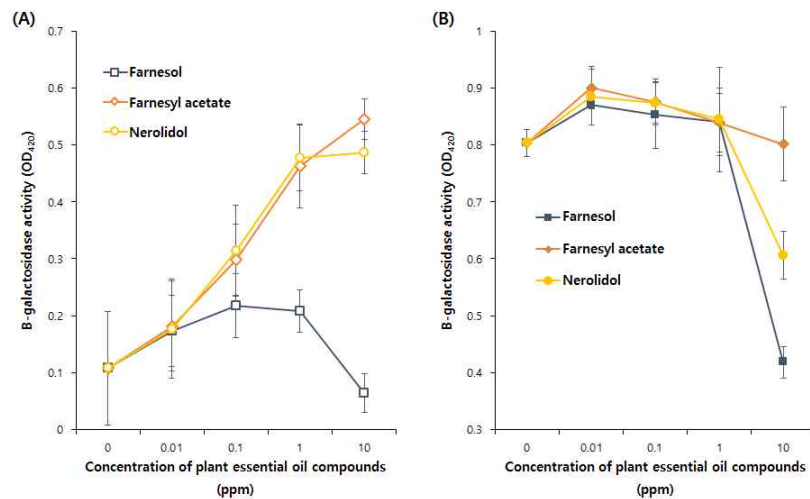 (A)
0.7
0.6
0.5
0.4
0.3
0.2
0.1
0
B-galactosidase activity (OD420)
Farnesol
Farnesyl acetate
Nerolidol
0 0.01 0.1 1 10
Concentration of plant essential oil compounds
(ppm)
(B)
1
0.9
0.8
0.7
0.6
0.5
0.4
0.3
B-galactosidase activity (OD420)
Farnesol
Farnesyl acetate
Nerolidol
0 0.01 0.1 1 10
Concentration of plant essential oil compounds
(ppm)